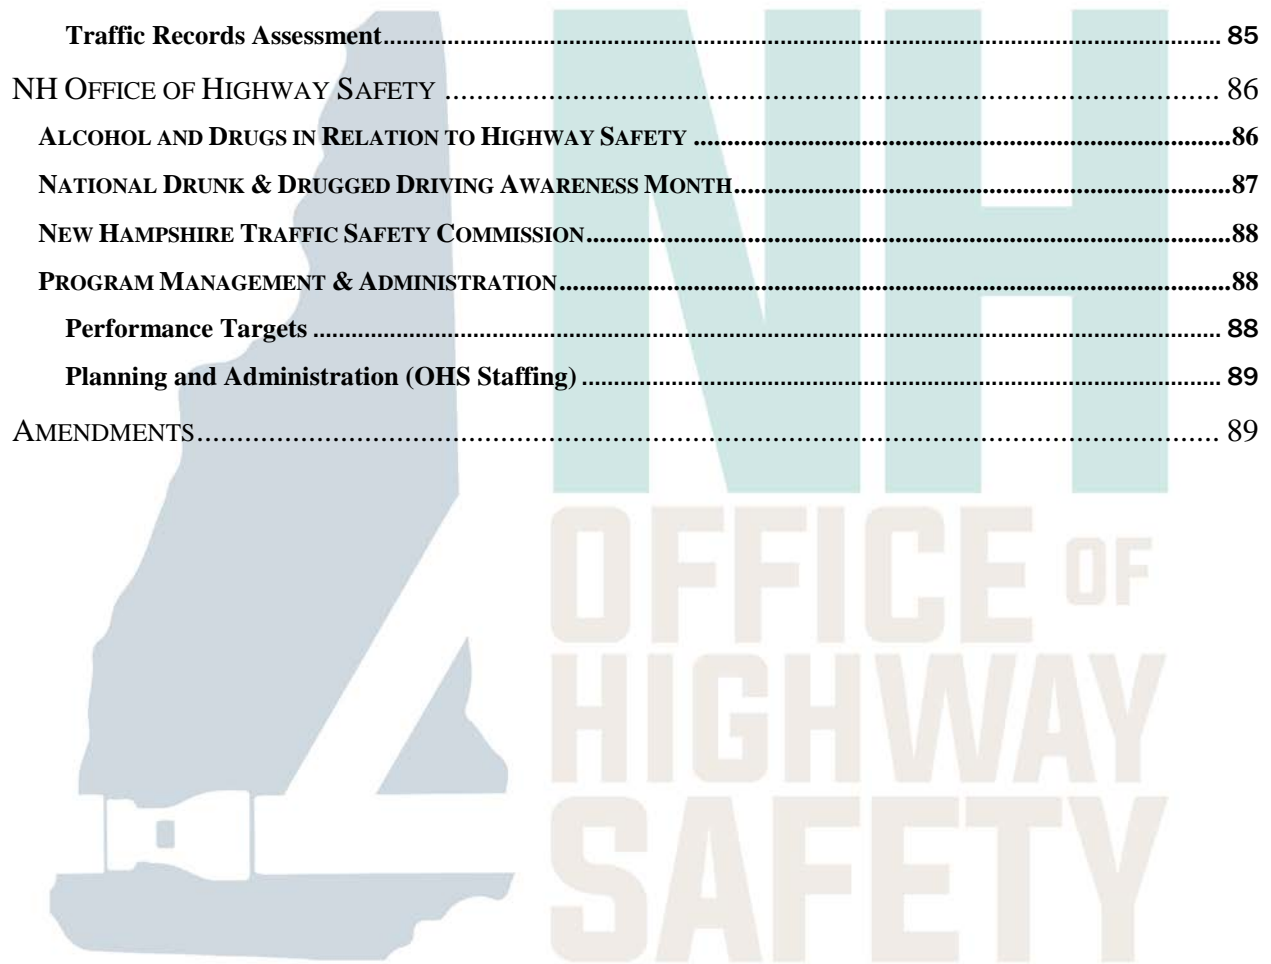 Traffic Records Assessment........................................................................................................ 85
NH OFFICE OF HIGHWAY SAFETY .................................................................................................. 86
ALCOHOL AND DRUGS IN RELATION TO HIGHWAY SAFETY ..................................................................86
NATIONAL DRUNK & DRUGGED DRIVING AWARENESS MONTH..............................................................87
NEW HAMPSHIRE TRAFFIC SAFETY COMMISSION................................................................................88
PROGRAM MANAGEMENT & ADMINISTRATION....................................................................................88
Performance Targets ................................................................................................................ 88
Planning and Administration (OHS Staffing) ................................................................................ 89
AMENDMENTS.................................................................................................................................. 89
NH
OFFICE OF
HIGHWAY
SAFETY